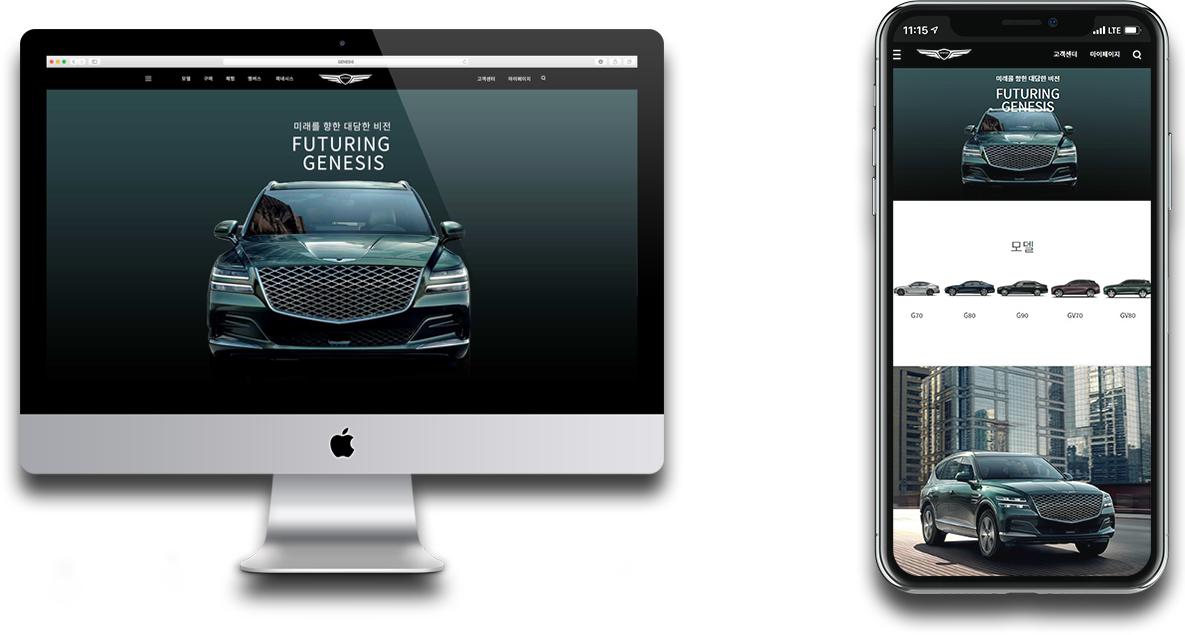 GENESIS
모델
구매
체험
멤버스
제네시스
고객센터
마이페이지
미래를 향한 대담한 비전
FUTURING
GENESIS
11:15
LTE
고객센터
마이페이지
미래를 향한 대담한 비전
FUTURING
GENESIS
모델
G70
G80
G90
GV70
GV80